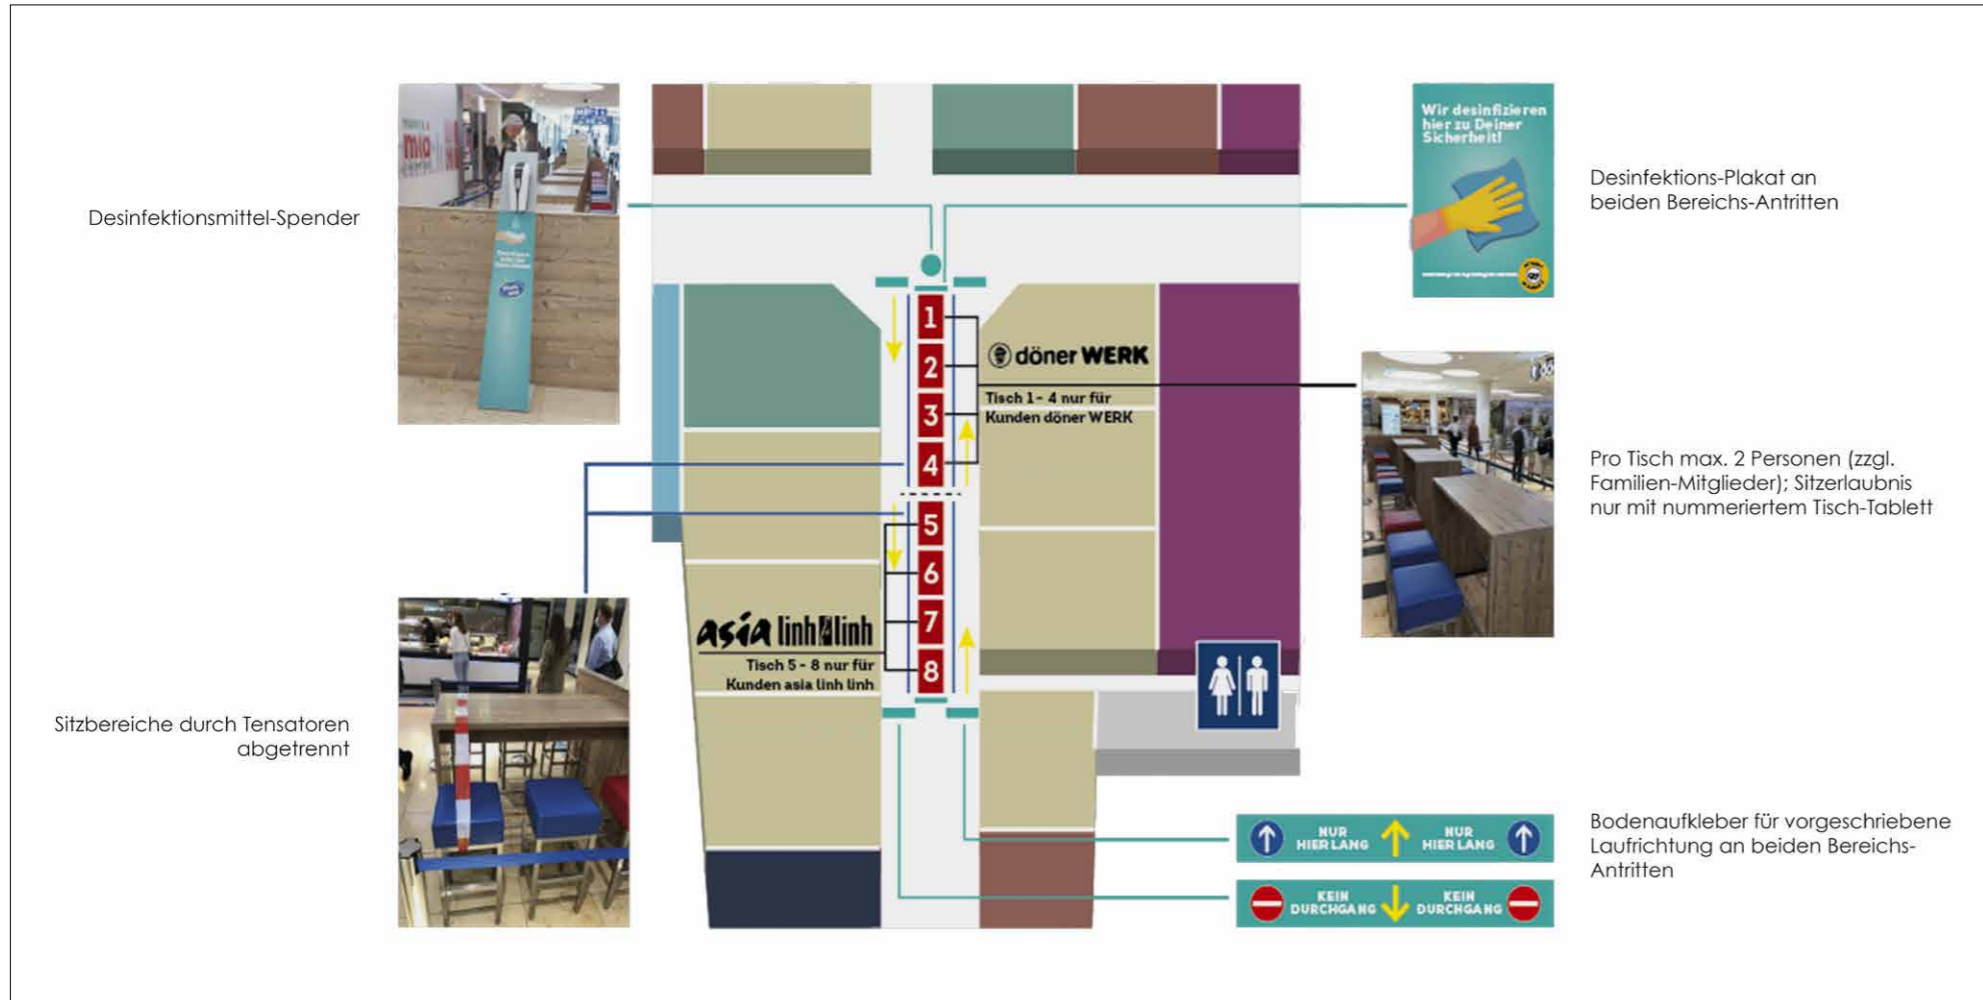 Desinfektionsmittel-Spender
Wir desinfizieren
hier zu Deiner
Sicherheit!
Desinfektions-Plakat an
beiden Bereichs-Antritten
mia
1
2
3
4
5
6
7
8
döner WERK
Tisch 1 - 4 nur für
Kunden döner WERK
Pro Tisch max. 2 Personen (zzgl.
Familien-Mitglieder); Sitzerlaubnis
nur mit nummeriertem Tisch-Tablett
asia linh linh
Tisch 5 - 8 nur für
Kunden asia linh linh
Sitzbereiche durch Tensatoren
abgetrennt
NUR
HIER LANG
NUR
HIER LANG
KEIN
DURCHGANG
KEIN
DURCHGANG
Bodenaufkleber für vorgeschriebene
Laufrichtung an beiden Bereichs-
Antritten